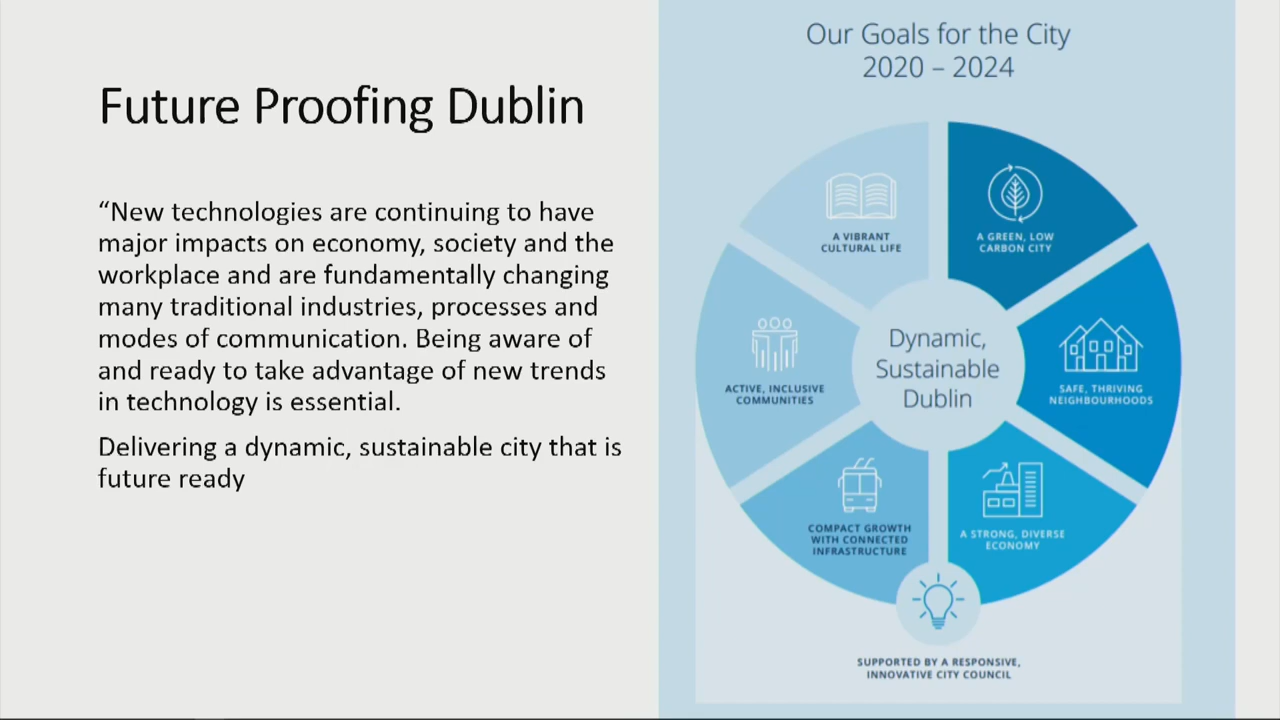 Future Proofing Dublin
“New technologies are continuing to have
major impacts on economy, society and the
workplace and are fundamentally changing
many traditional industries, processes and
modes of communication. Being aware of
and ready to take advantage of new trends
in technology is essential.
Delivering a dynamic, sustainable city that is
future ready
Our Goals for the City
2020 – 2024
A VIBRANT
CULTURAL LIFE
A GREEN, LOW
CARBON CITY
ACTIVE, INCLUSIVE
COMMUNITIES
Dynamic,
Sustainable
Dublin
SAFE, THRIVING
NEIGHBOURHOODS
COMPACT GROWTH
WITH CONNECTED
INFRASTRUCTURE
A STRONG, DIVERSE
ECONOMY
SUPPORTED BY A RESPONSIVE,
INNOVATIVE CITY COUNCIL